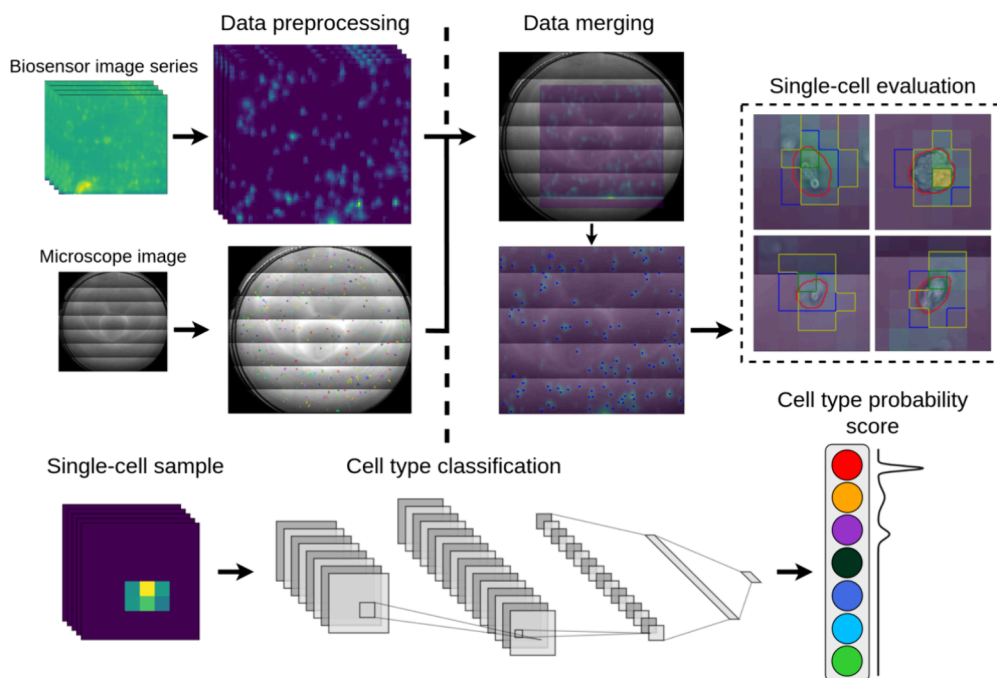 Data preprocessing
Data merging
Biosensor image series
Single-cell evaluation
Microscope image
Cell type probability
score
Single-cell sample
Cell type classification